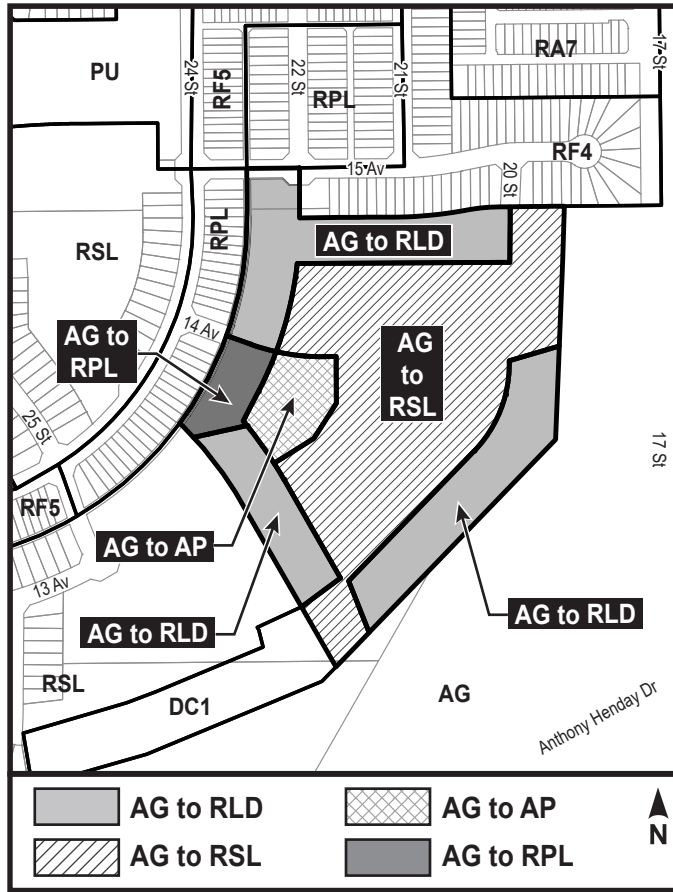 PU
24 St
RF5
22 St
RPL
21 St
RA7
17 St
15 Av
20 St
RF4
RSL
RPL
AG to RLD
14 Av
AG to
RPL
AG
to
RSL
25 St
17 St
RF5
AG to AP
13 Av
AG to RLD
AG to RLD
RSL
DC1
AG
Anthony Henday Dr
AG to RLD
AG to AP
AG to RSL
AG to RPL
N